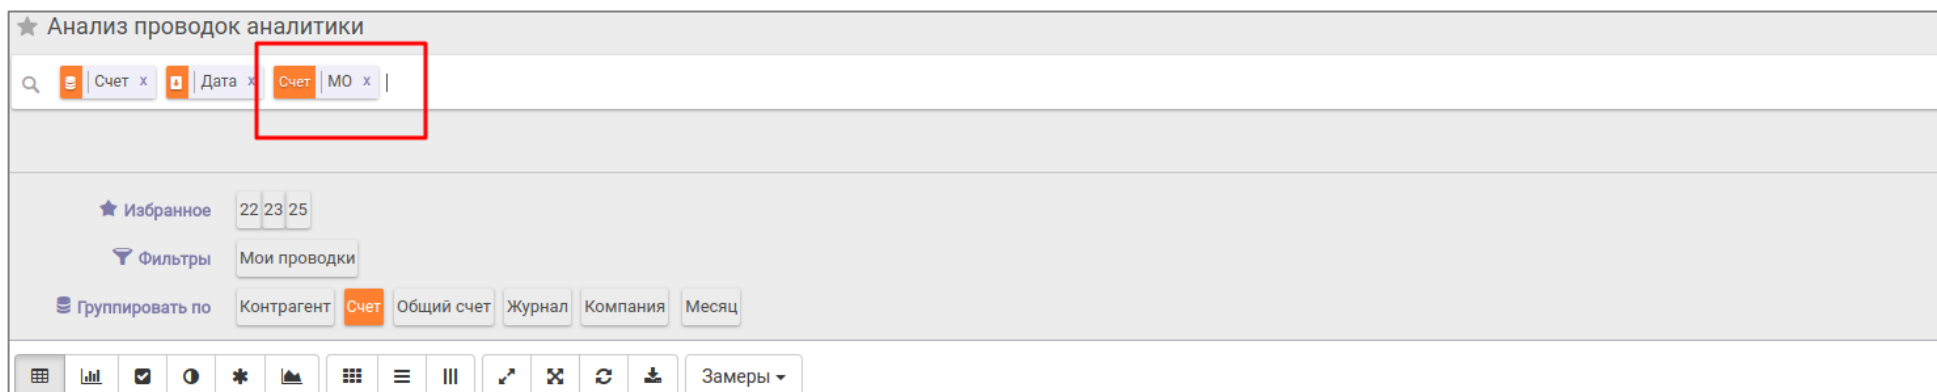 Анализ проводок аналитики
Счет x Дата x Счет МО x
Избранное 22 23 25
Фильтры Мои проводки
Группировать по Контрагент Счет Общий счет Журнал Компания Месяц
Замеры